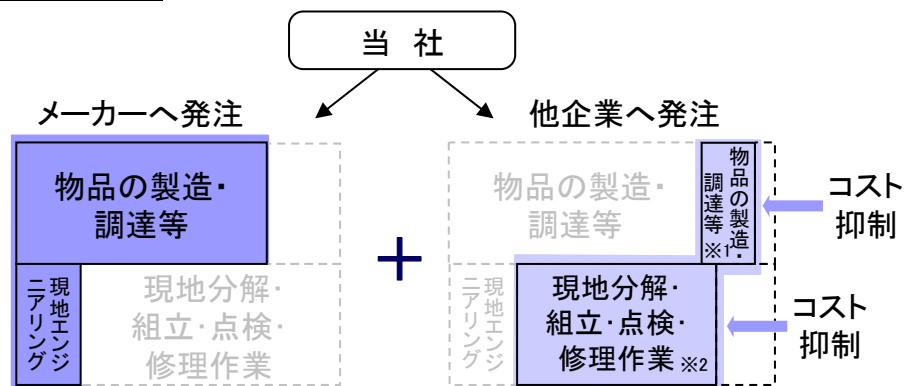 当 社
メーカーへ発注
物品の製造・
調達等
現地エンジ
ニアリング
現地分解・
組立・点検・
修理作業
＋
他企業へ発注
物品の製造・
調達等
物品の製造・
調達等※1
コスト
抑制
現地エンジ
ニアリング
現地分解・
組立・点検・
修理作業※2
コスト
抑制